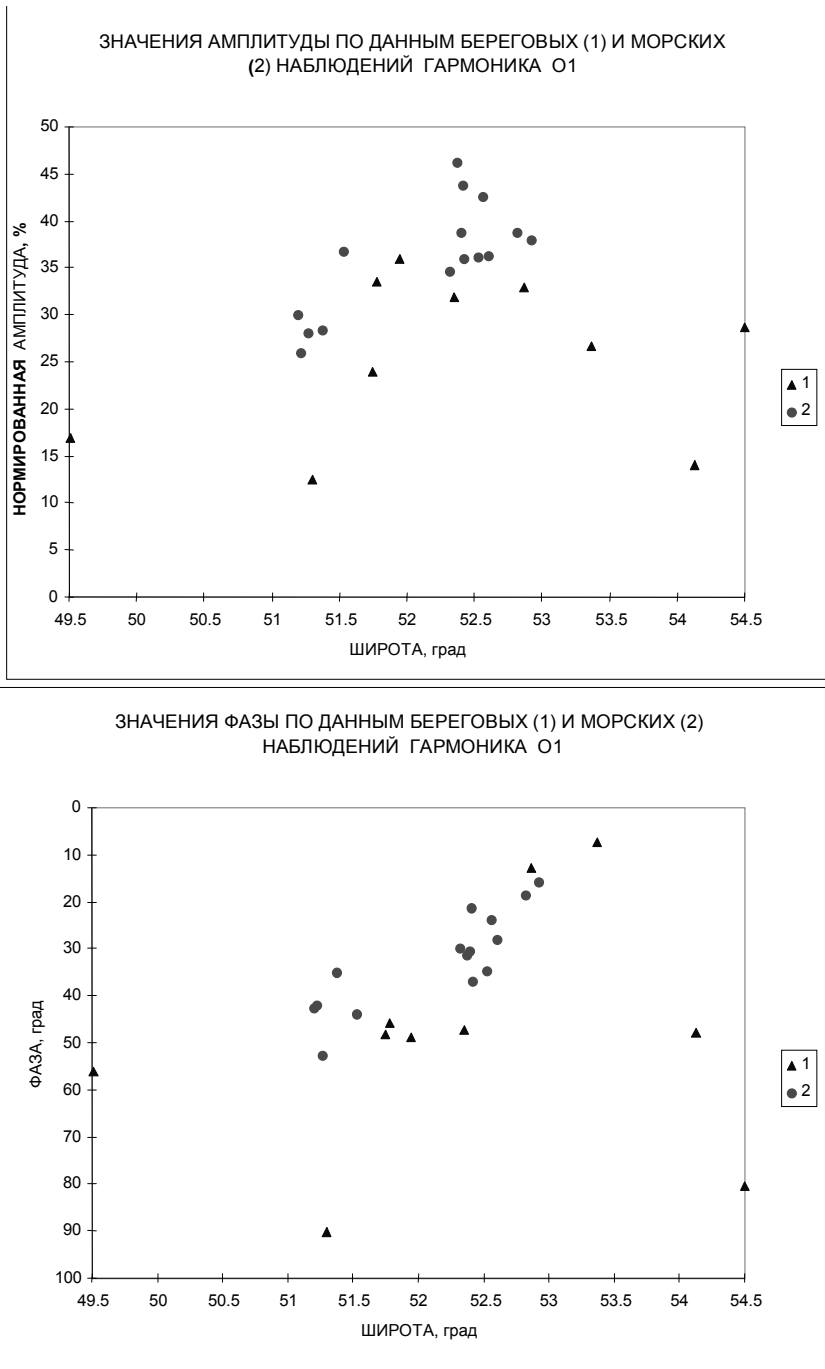 ЗНАЧЕНИЯ АМПЛИТУДЫ ПО ДАННЫМ БЕРЕГОВЫХ (1) И МОРСКИХ
(2) НАБЛЮДЕНИЙ ГАРМОНИКА О1
НОРМИРОВАННАЯ АМПЛИТУДА, %
50
45
40
35
30
25
20
15
10
5
0
49.5 50 50.5 51 51.5 52 52.5 53 53.5 54 54.5
ШИРОТА, град
1
2
ЗНАЧЕНИЯ ФАЗЫ ПО ДАННЫМ БЕРЕГОВЫХ (1) И МОРСКИХ (2)
НАБЛЮДЕНИЙ ГАРМОНИКА О1
ФАЗА, град
0
10
20
30
40
50
60
70
80
90
100
49.5 50 50.5 51 51.5 52 52.5 53 53.5 54 54.5
ШИРОТА, град
1
2